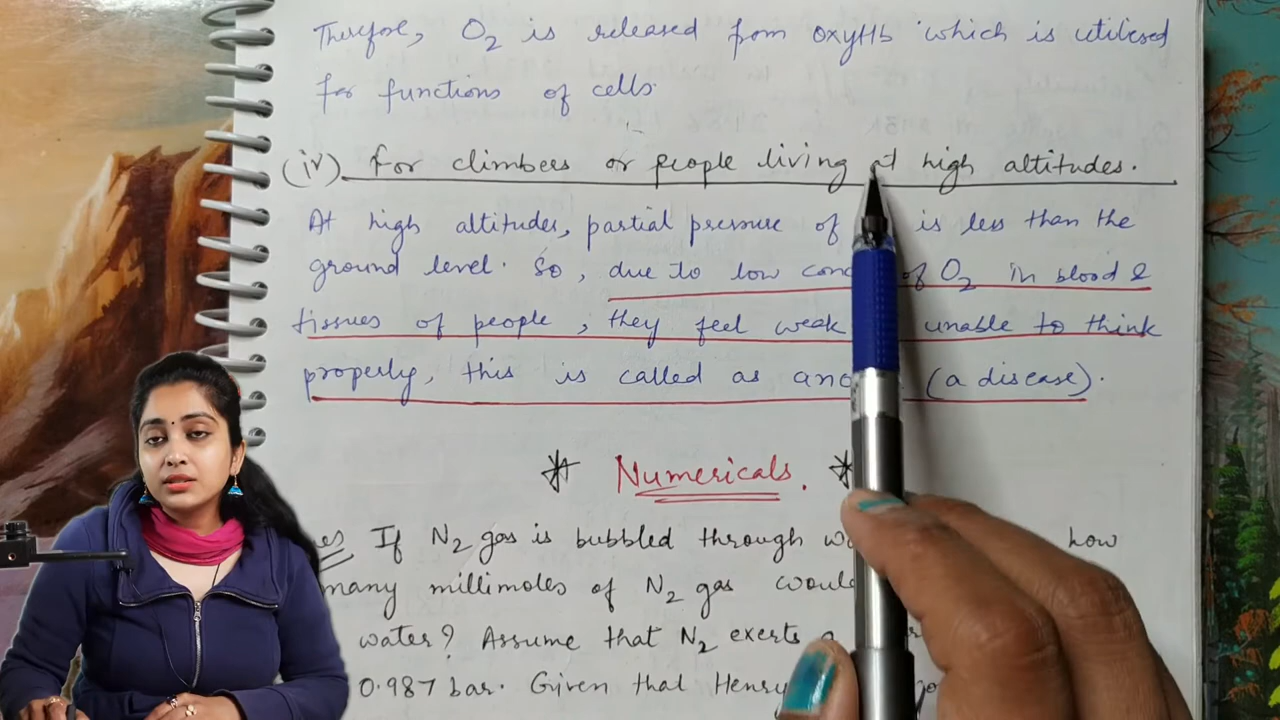 Therefore, O2 is released from oxyHb which is utilised
for functions of cells.
(iv) For climbers or people living at high altitudes.
At high altitudes, partial pressure of is less than the
ground level. So, due to low conc of O2 in blood &
tissues of people, they feel weak unable to think
properly, this is called as (a disease).
* Numericals. *
If N2 gas is bubbled through how
many millimoles of N2 gas would
water? Assume that N2 exerts a
0.987 bar. Given that Henry